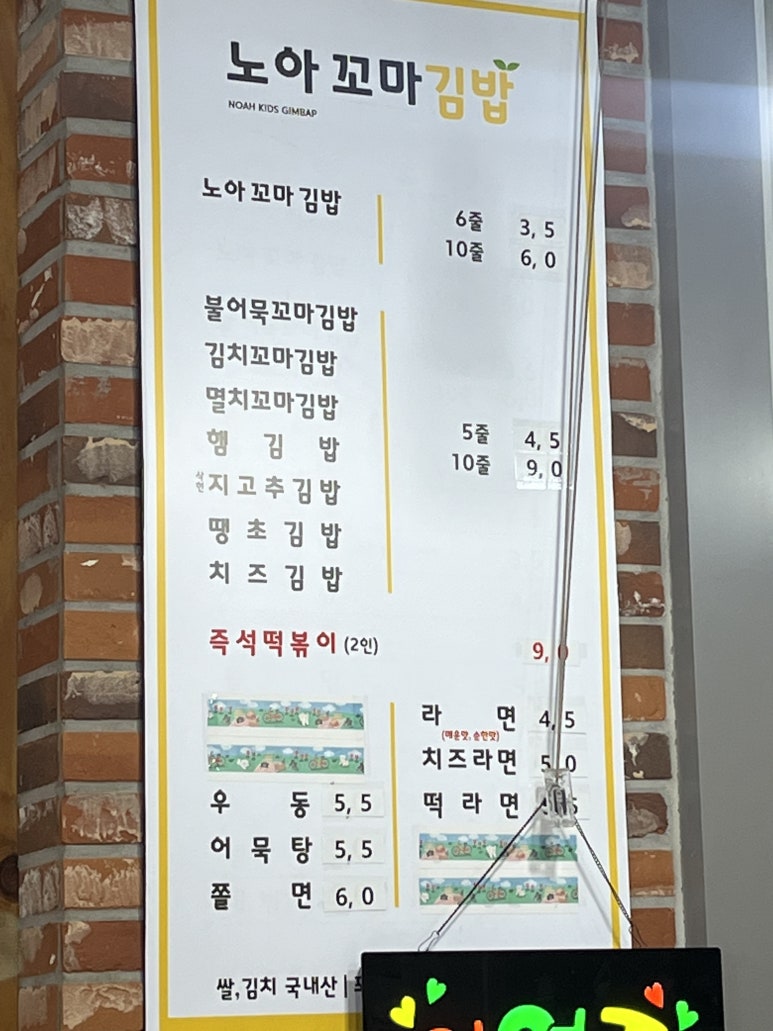 노아 꼬마김밥
NOAH KIDS GIMBAP
노아 꼬마 김밥
6줄 3,5
10줄 6,0
불어묵꼬마김밥
김치꼬마김밥
멸치꼬마김밥
햄 김 밥
삭힌 지고추김밥
땡초김밥
치즈김밥
5줄 4,5
10줄 9,0
즉석떡볶이 (2인) 9,0
우 동 5,5
어묵탕 5,5
쫄 면 6,0
라 면 4,5
(매운맛,순한맛)
치즈라면 5,0
떡라면
쌀,김치 국내산 |